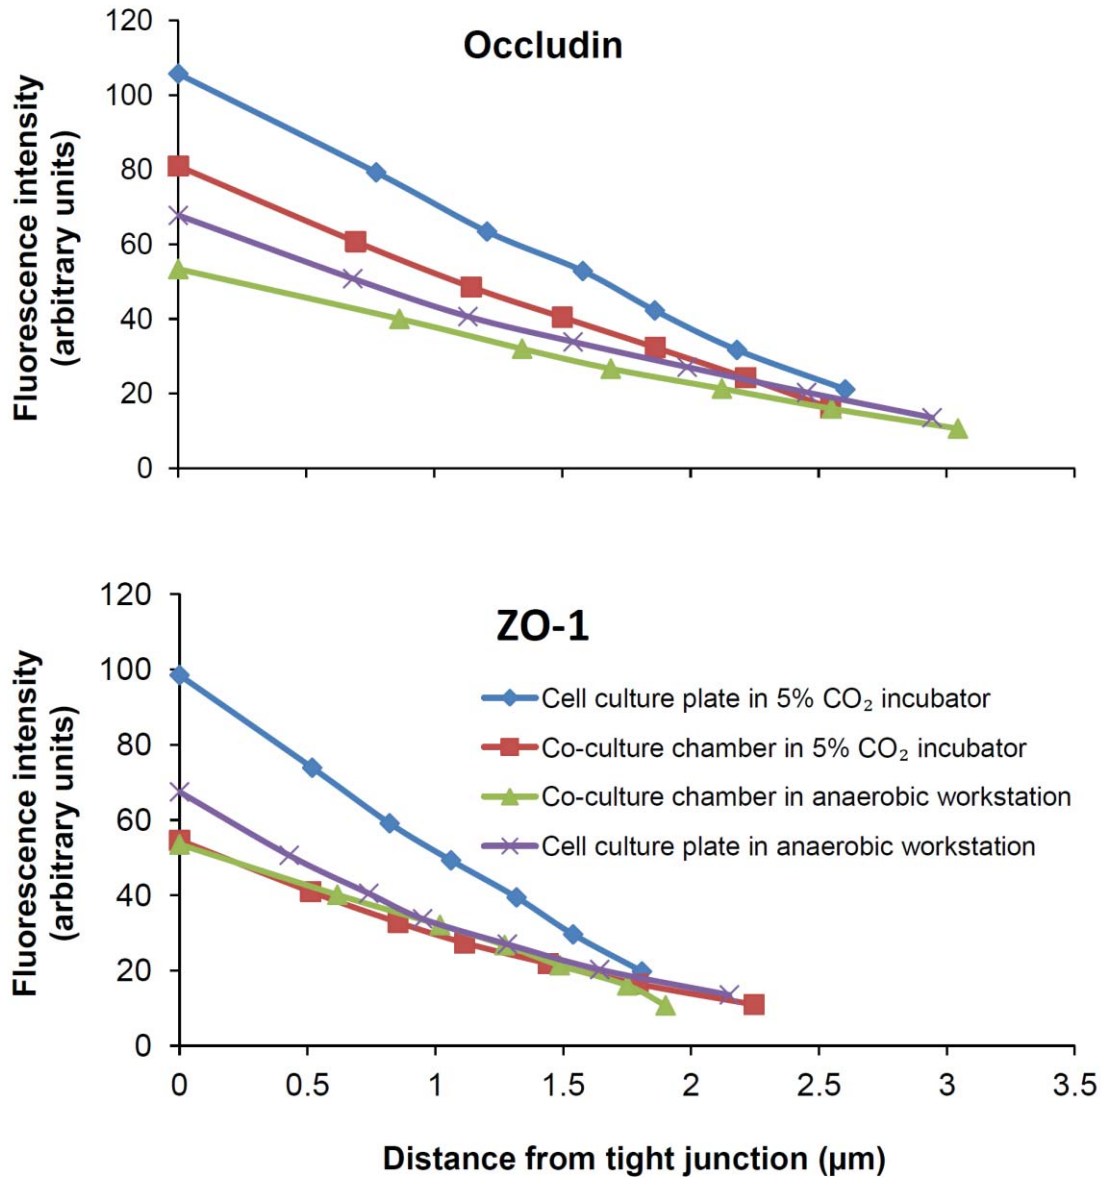 Occludin
Fluorescence intensity
(arbitrary units)
120
100
80
60
40
20
0
ZO-1
Fluorescence intensity
(arbitrary units)
120
100
80
60
40
20
0
Cell culture plate in 5% CO₂ incubator
Co-culture chamber in 5% CO₂ incubator
Co-culture chamber in anaerobic workstation
Cell culture plate in anaerobic workstation
0 0.5 1 1.5 2 2.5 3 3.5
Distance from tight junction (µm)